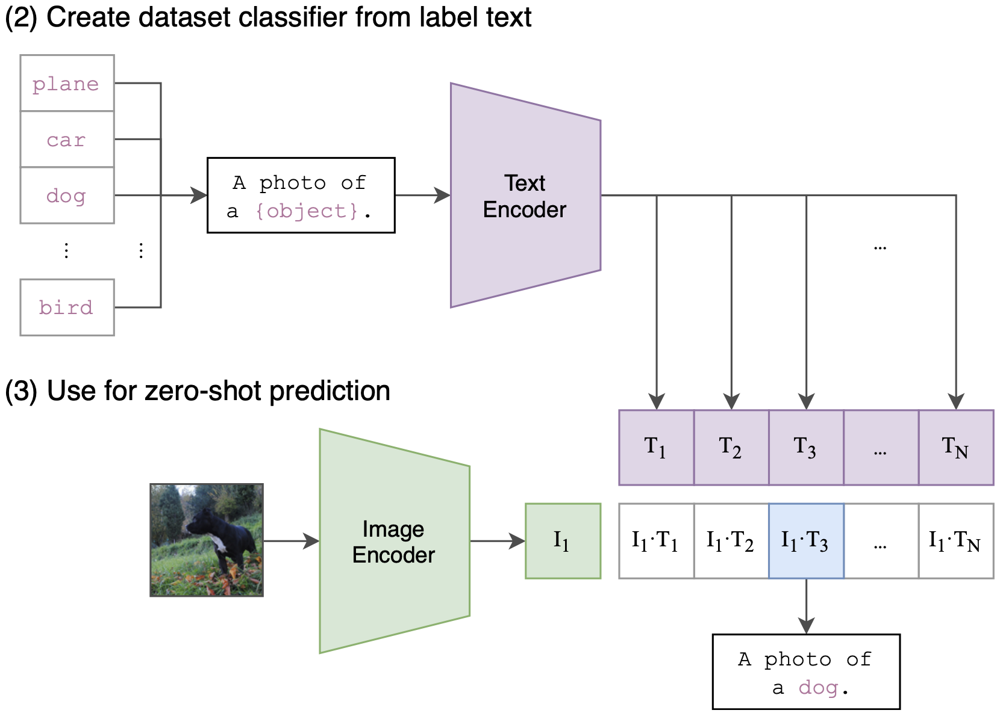 (2) Create dataset classifier from label text
plane
car
dog
⋮ ⋮
bird
A photo of
a {object}.
Text
Encoder
...
(3) Use for zero-shot prediction
Image
Encoder
I₁
T₁ T₂ T₃ ... T_N
I₁·T₁ I₁·T₂ I₁·T₃ ... I₁·T_N
A photo of
a dog.